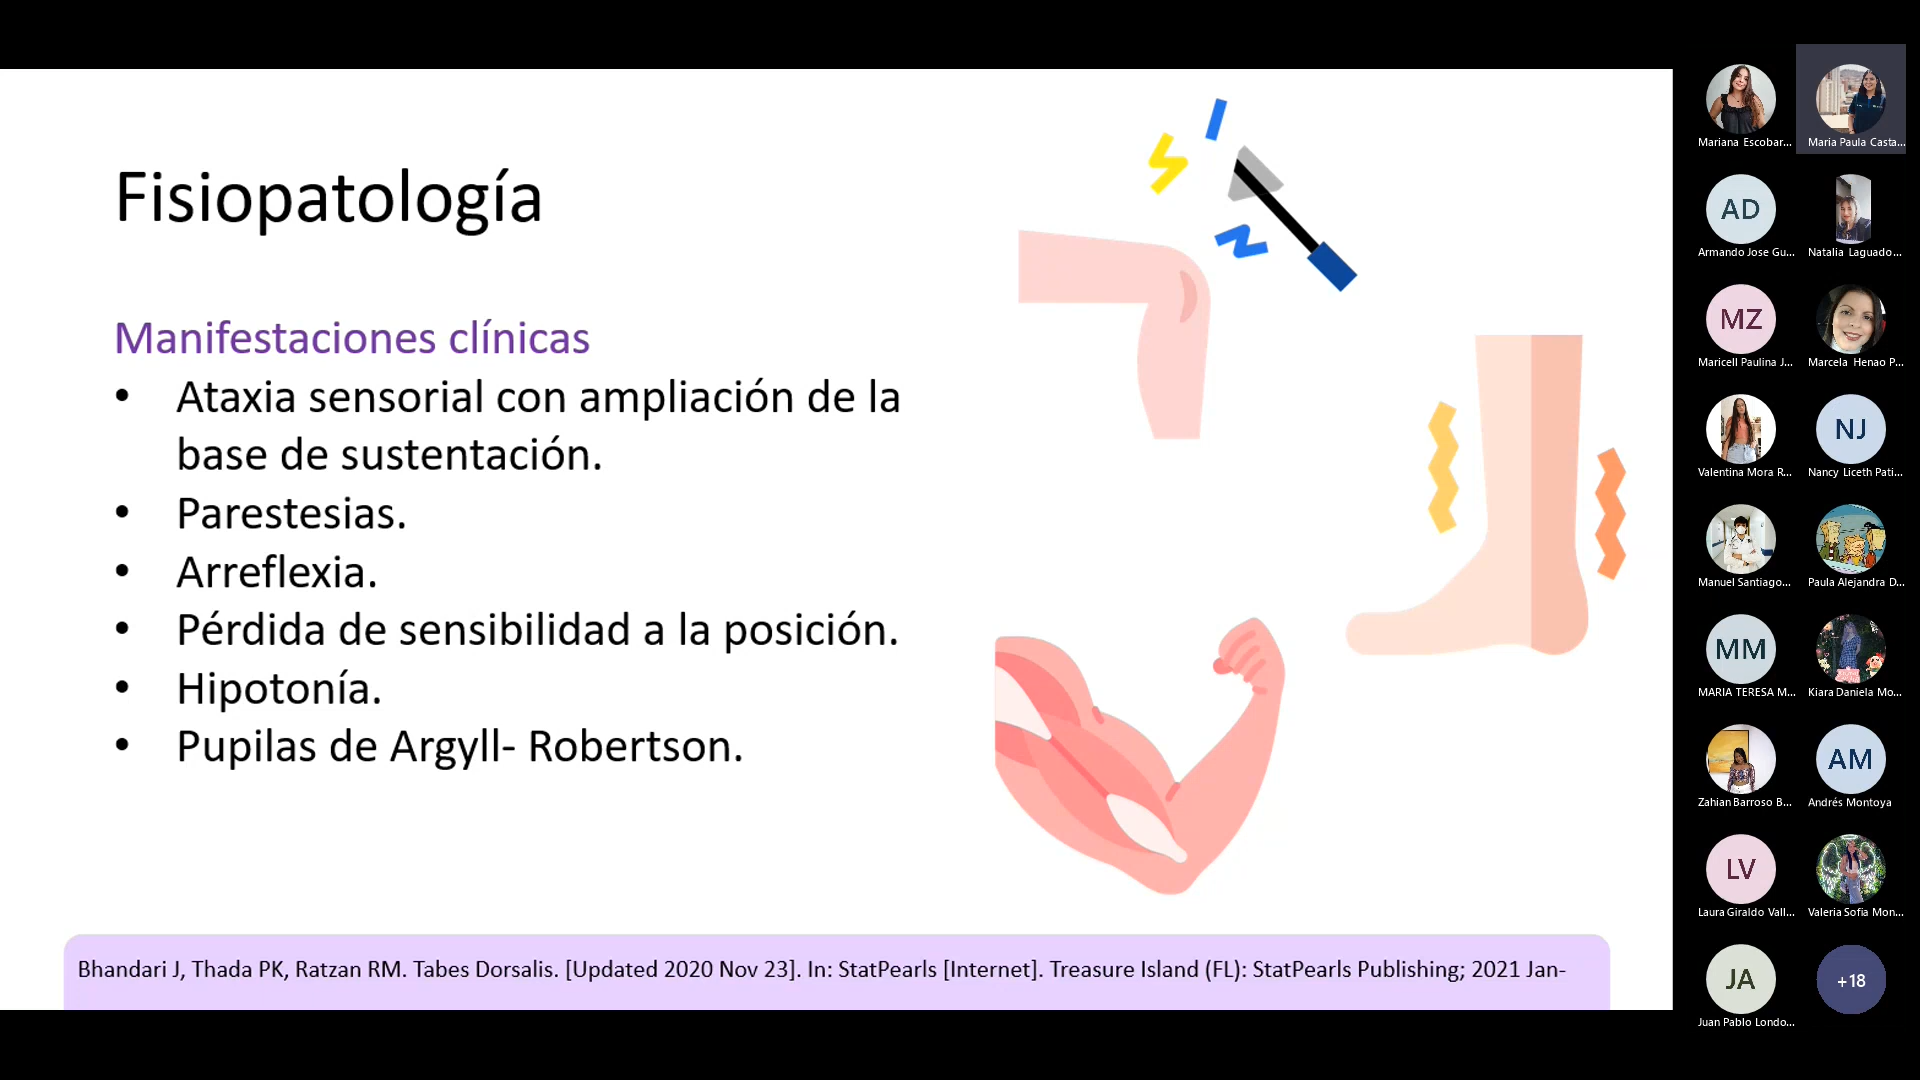 Fisiopatología
Manifestaciones clínicas
• Ataxia sensorial con ampliación de la
base de sustentación.
• Parestesias.
• Arreflexia.
• Pérdida de sensibilidad a la posición.
• Hipotonía.
• Pupilas de Argyll- Robertson.
Bhandari J, Thada PK, Ratzan RM. Tabes Dorsalis. [Updated 2020 Nov 23]. In: StatPearls [Internet]. Treasure Island (FL): StatPearls Publishing; 2021 Jan-
Mariana Escobar...
Maria Paula Casta...
AD
Armando Jose Gu...
Natalia Laguado...
MZ
Maricell Paulina J...
Marcela Henao P...
Valentina Mora R...
NJ
Nancy Liceth Pati...
Manuel Santiago...
Paula Alejandra D...
MM
MARIA TERESA M...
Kiara Daniela Mo...
Zahian Barroso B...
AM
Andrés Montoya
LV
Laura Giraldo Vall...
Valeria Sofia Mon...
JA
Juan Pablo Londo...
+18